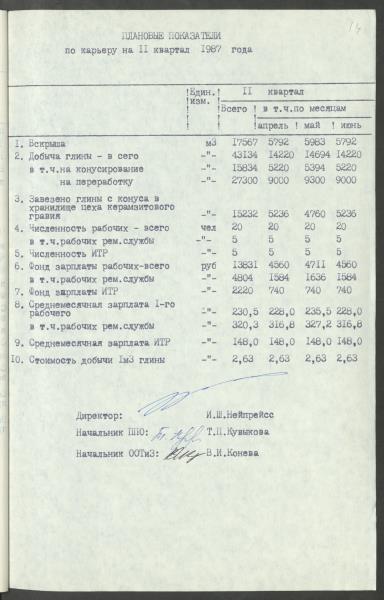 14
ПЛАНОВЫЕ ПОКАЗАТЕЛИ
по карьеру на II квартал 1987 года
Един. изм. II квартал
Всего в т.ч.по месяцам
апрель май июнь
1. Вскрыша м3 17567 5792 5983 5792
2. Добыча глины - в сего -"- 43134 14220 14694 14220
в т.ч.на конусирование -"- 15834 5220 5394 5220
на переработку -"- 27300 9000 9300 9000
3. Завезено глины с конуса в
хранилище цеха керамзитового
гравия -"- 15232 5236 4760 5236
4. Численность рабочих - всего чел 20 20 20 20
в т.ч.рабочих рем.службы -"- 5 5 5 5
5. Численность ИТР -"- 5 5 5 5
6. Фонд зарплаты рабочих-всего руб 13831 4560 4711 4560
в т.ч.рабочих рем.службы -"- 4804 1584 1636 1584
7. Фонд зарплаты ИТР -"- 2220 740 740 740
8. Среднемесячная зарплата 1-го
рабочего -"- 230,5 228,0 235,5 228,0
в т.ч.рабочих рем.службы -"- 320,3 316,8 327,2 316,8
9. Среднемесячная зарплата ИТР -"- 148,0 148,0 148,0 148,0
10. Стоимость добычи 1м3 глины -"- 2,63 2,63 2,63 2,63
Директор: И.Ш.Нейпрейсс
Начальник ППО: Т.П.Кувыкова
Начальник ООТиЗ: В.И.Конева